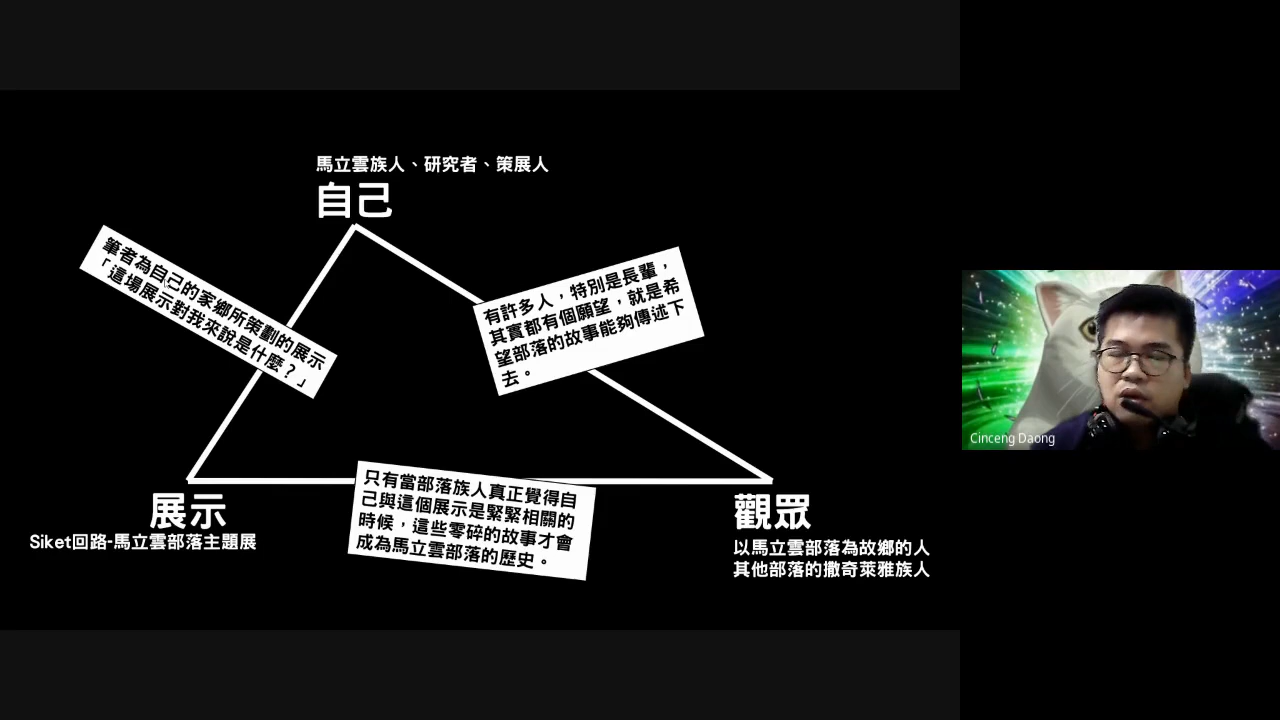 馬立雲族人、研究者、策展人
自己
筆者為自己的家鄉所策劃的展示
「這場展示對我來說是什麼？」
有許多人，特別是長輩，
其實都有個願望，就是希
望部落的故事能夠傳述下
去。
只有當部落族人真正覺得自
己與這個展示是緊緊相關的
時候，這些零碎的故事才會
成為馬立雲部落的歷史。
展示
Siket回路-馬立雲部落主題展
觀眾
以馬立雲部落為故鄉的人
其他部落的撒奇萊雅族人
Cinceng Daong